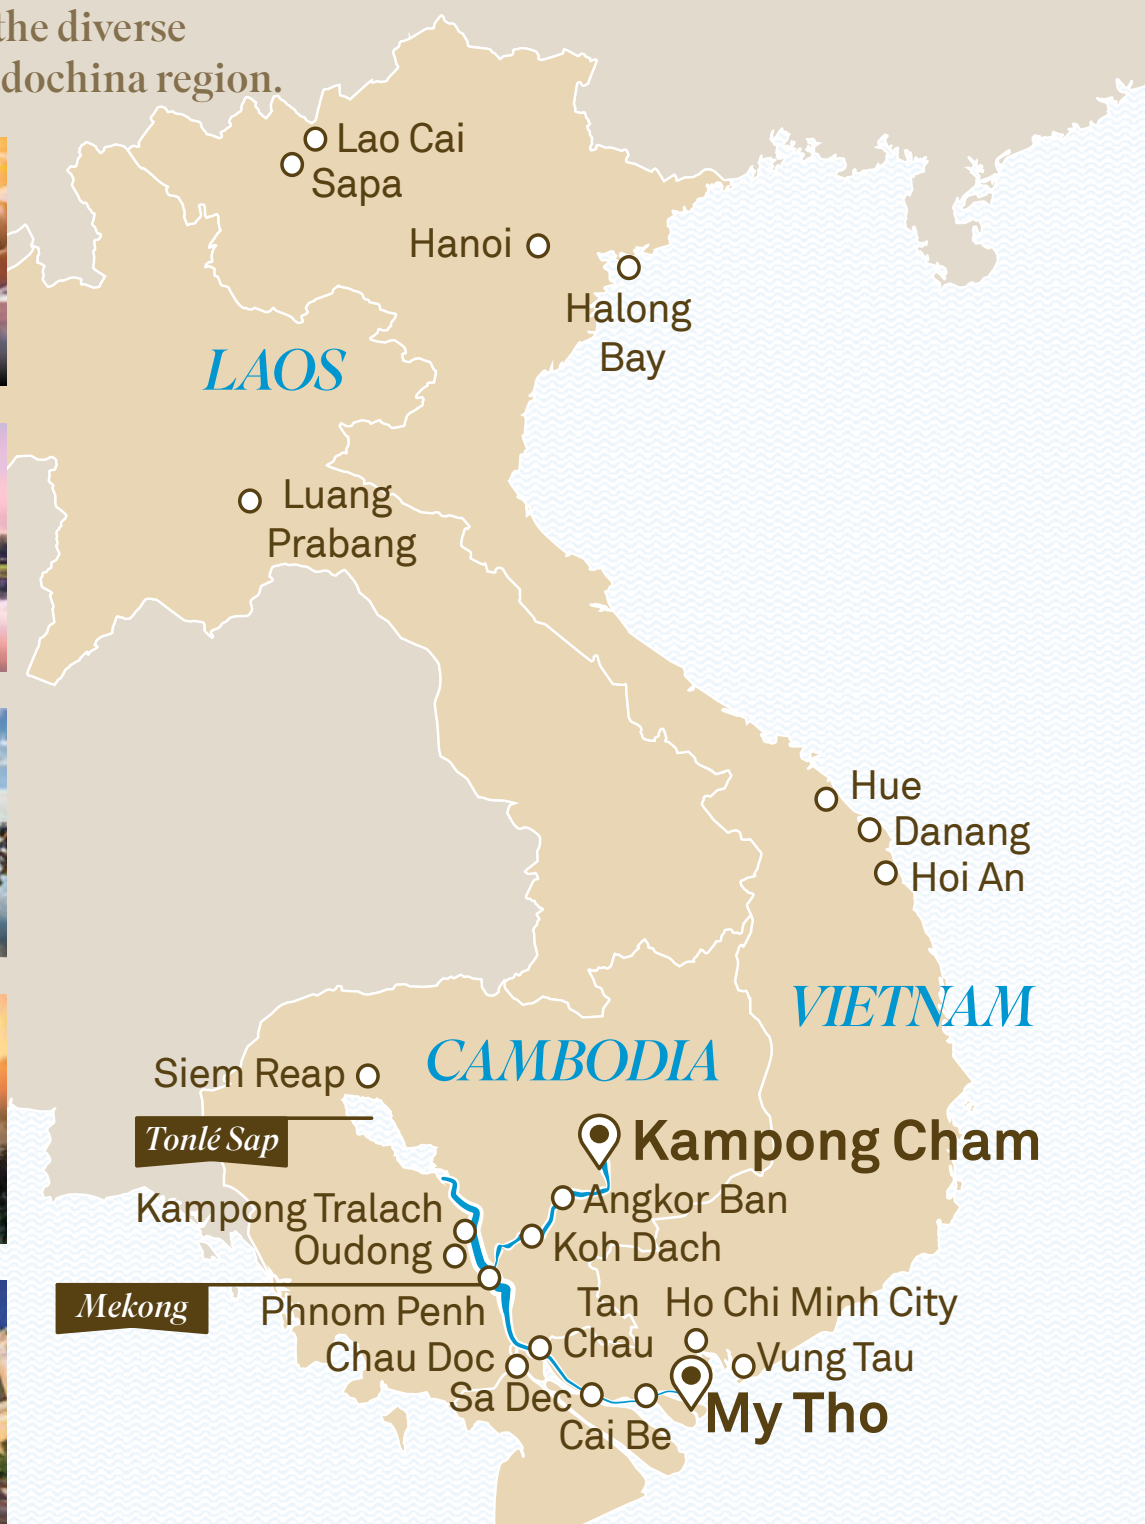 the diverse
dochina region.
Lao Cai
Sapa
Hanoi
Halong
Bay
LAOS
Luang
Prabang
Hue
Danang
Hoi An
VIETNAM
CAMBODIA
Siem Reap
Tonlé Sap
Kampong Cham
Kampong Tralach
Angkor Ban
Oudong
Koh Dach
Mekong
Phnom Penh
Tan
Chau
Ho Chi Minh City
Chau Doc
Vung Tau
Sa Dec
My Tho
Cai Be